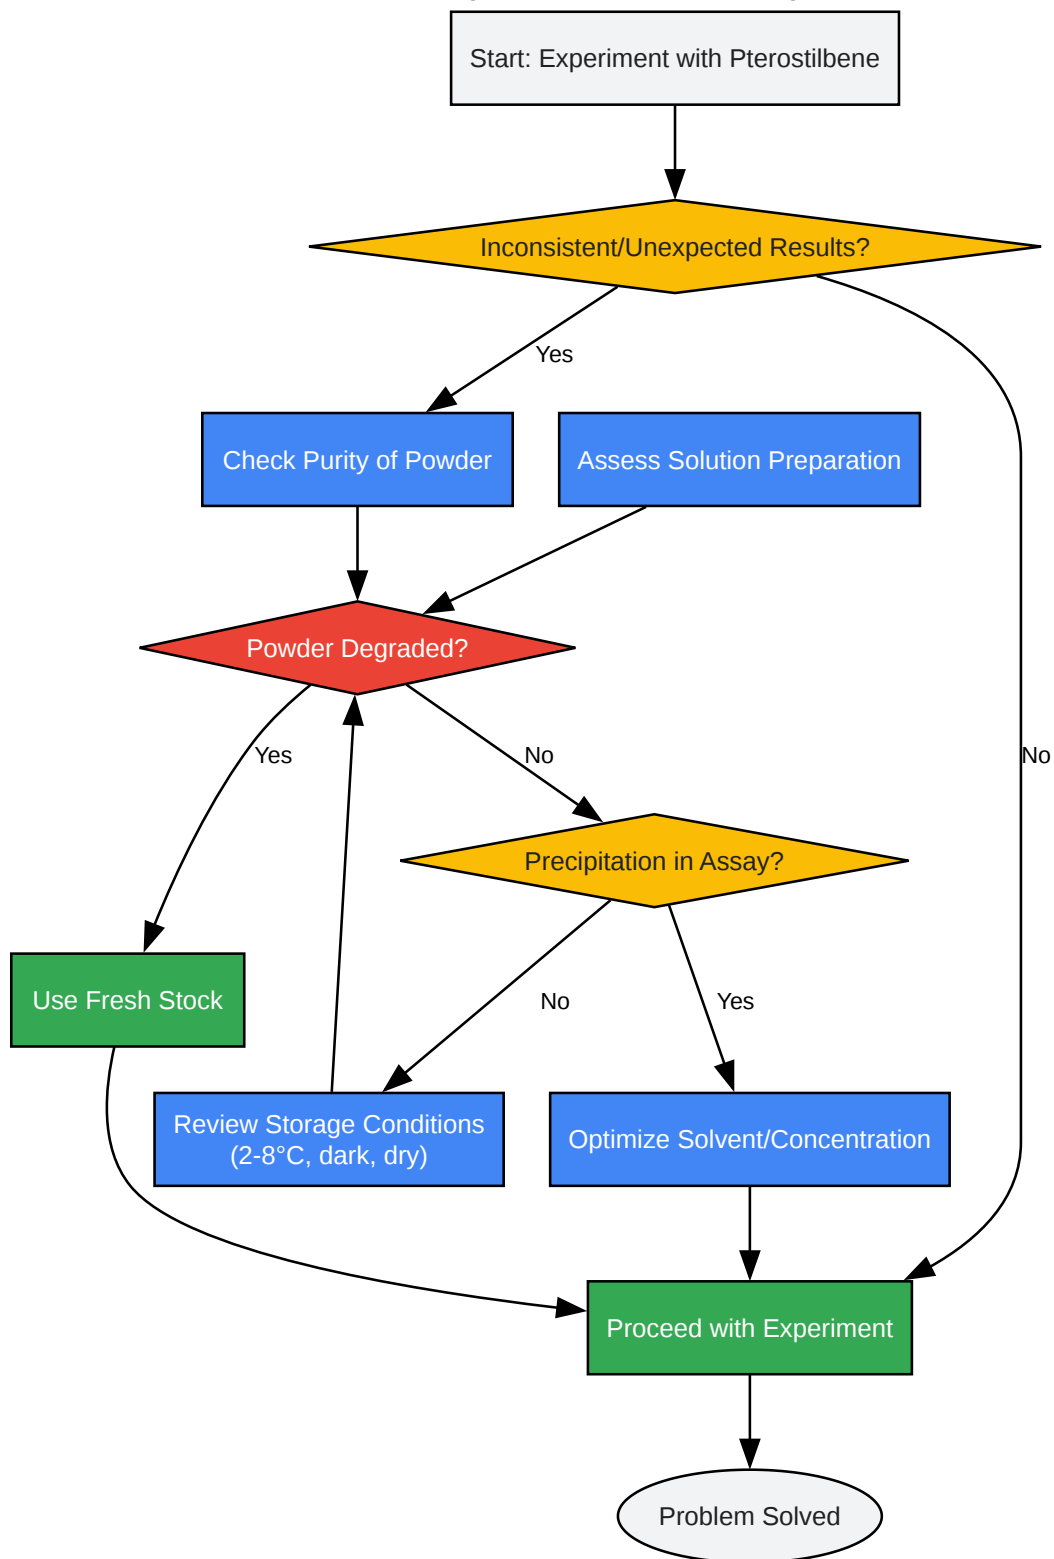 Start: Experiment with Pterostilbene
Inconsistent/Unexpected Results?
Yes
Check Purity of Powder
Assess Solution Preparation
Powder Degraded?
Yes
No
No
Precipitation in Assay?
Use Fresh Stock
No
Yes
Review Storage Conditions
(2-8°C, dark, dry)
Optimize Solvent/Concentration
Proceed with Experiment
Problem Solved